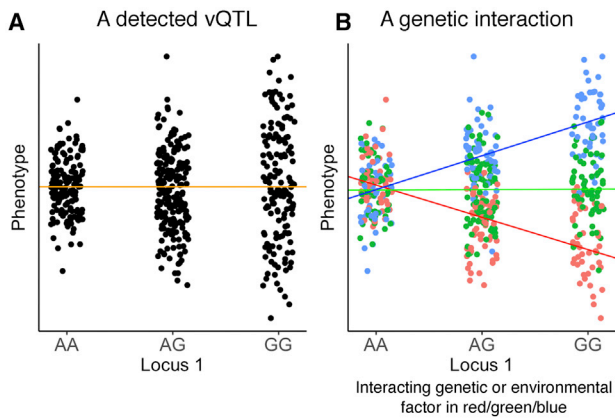 A
A detected vQTL
Phenotype
AA
AG
GG
Locus 1
B
A genetic interaction
Phenotype
AA
AG
GG
Locus 1
Interacting genetic or environmental
factor in red/green/blue